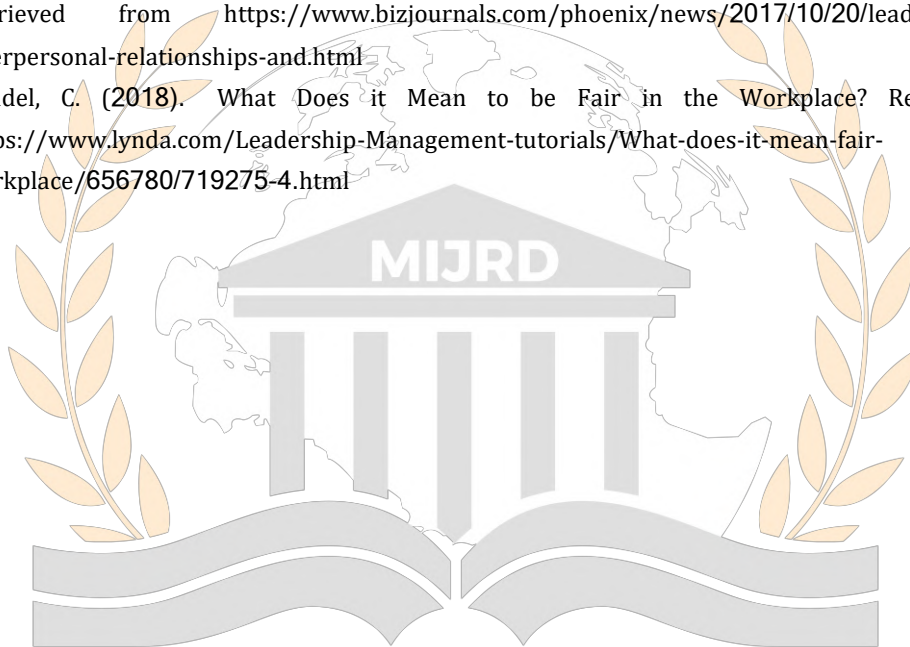 rieved from https://www.bizjournals.com/phoenix/news/2017/10/20/lead
erpersonal-relationships-and.html
del, C. (2018). What Does it Mean to be Fair in the Workplace? Re
ps://www.lynda.com/Leadership-Management-tutorials/What-does-it-mean-fair-
rkplace/656780/719275-4.html
MIJRD